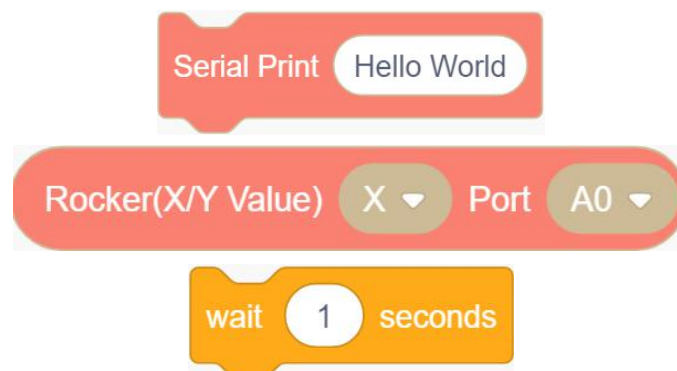 Serial Print Hello World
Rocker(X/Y Value) X Port A0
wait 1 seconds